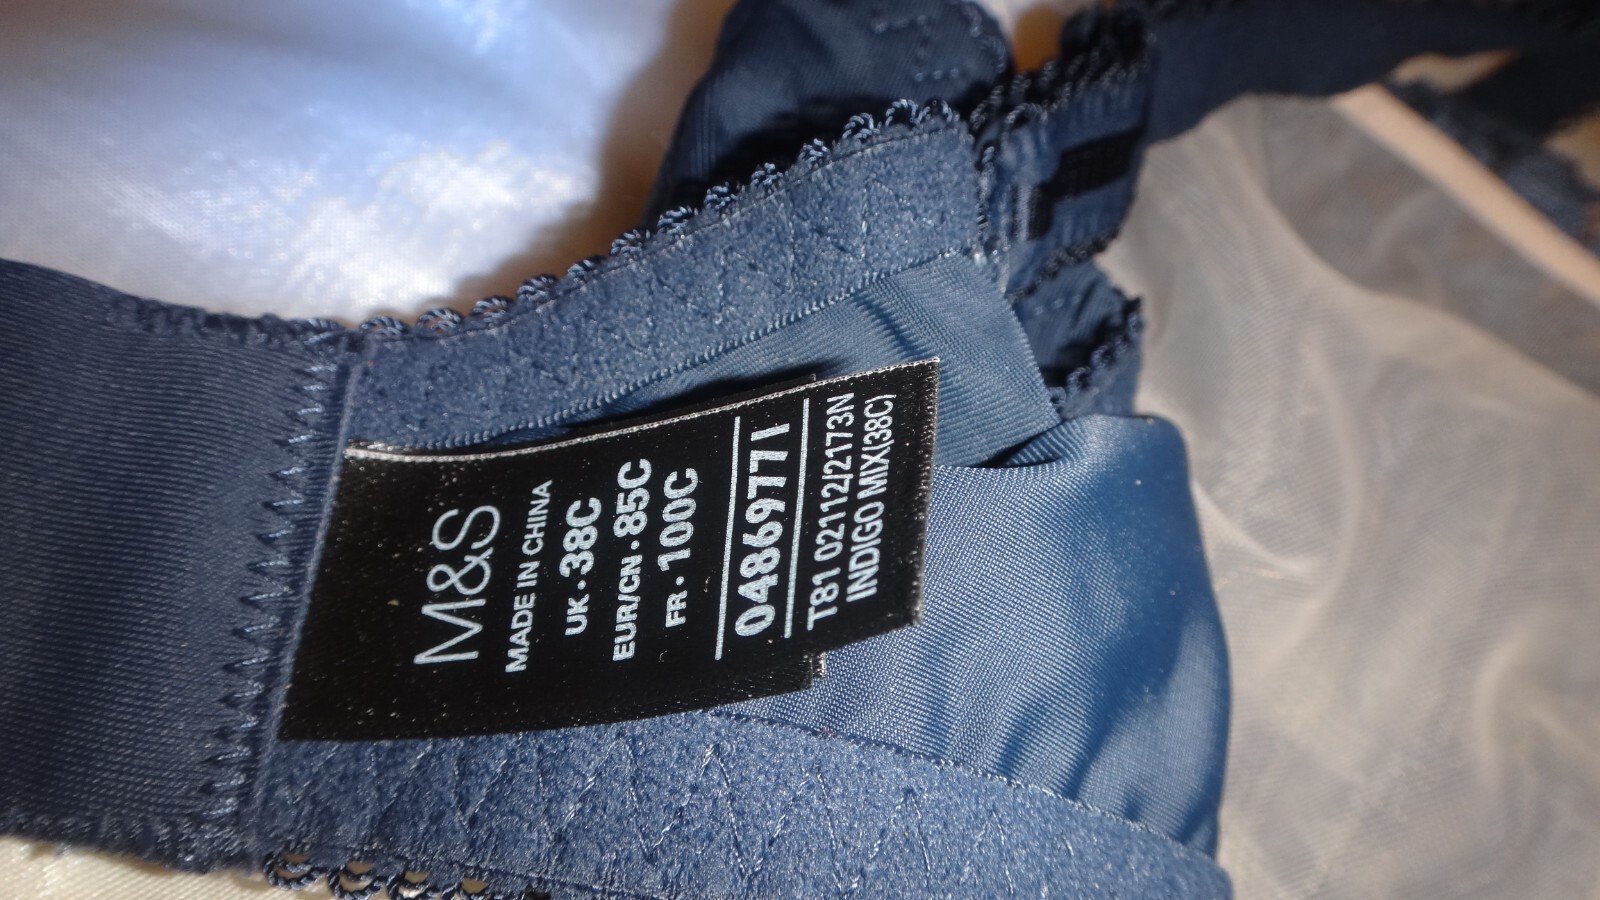 M&S
MADE IN CHINA
UK • 38C
EUR/CN • 85C
FR • 100C
04869771
T81 02112/2173N
INDIGO MIX(38C)